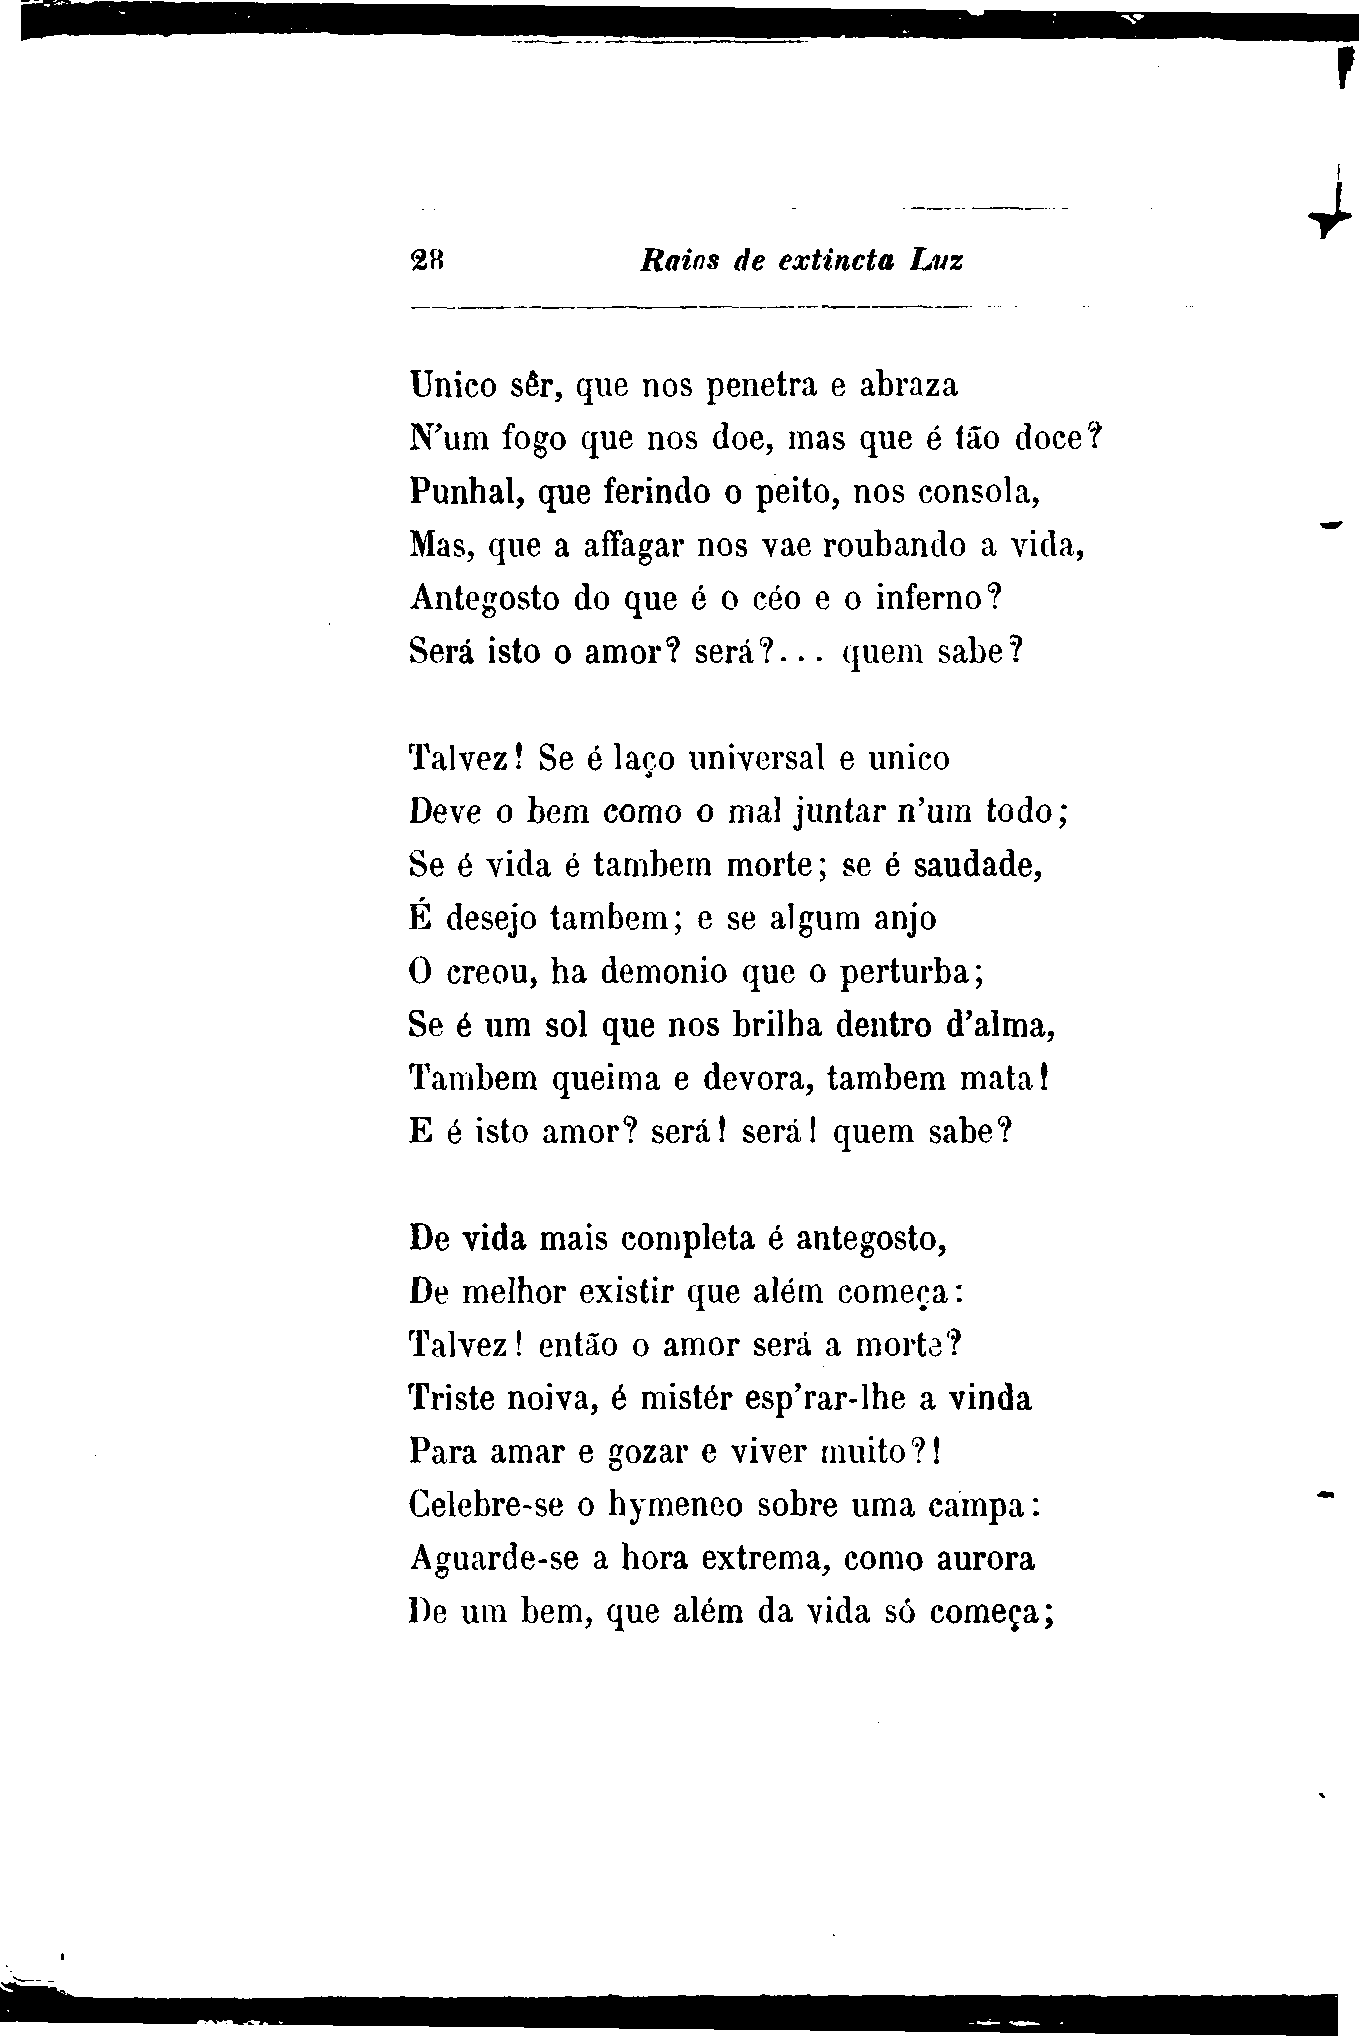 28 Raios de extincta Luz
Unico sêr, que nos penetra e abraza
N'um fogo que nos doe, mas que é tão doce?
Punhal, que ferindo o peito, nos consola,
Mas, que a affagar nos vae roubando a vida,
Antegosto do que é o céo e o inferno?
Será isto o amor? será?... quem sabe?
Talvez! Se é laço universal e unico
Deve o bem como o mal juntar n'um todo;
Se é vida é tambem morte; se é saudade,
É desejo tambem; e se algum anjo
O creou, ha demonio que o perturba;
Se é um sol que nos brilha dentro d'alma,
Tambem queima e devora, tambem mata!
E é isto amor? será! será! quem sabe?
De vida mais completa é antegosto,
De melhor existir que além começa:
Talvez! então o amor será a morte?
Triste noiva, é mistér esp'rar-lhe a vinda
Para amar e gozar e viver muito?!
Celebre-se o hymeneo sobre uma campa:
Aguarde-se a hora extrema, como aurora
De um bem, que além da vida só começa;